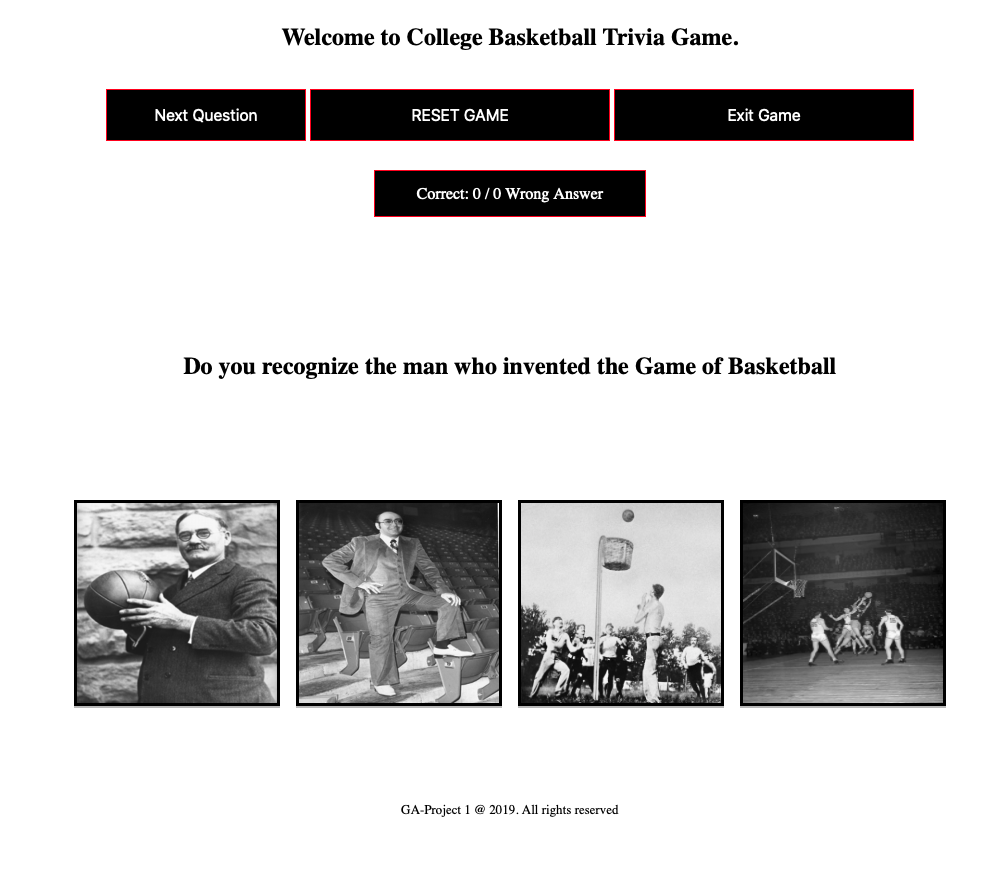 Welcome to College Basketball Trivia Game.
Next Question
RESET GAME
Exit Game
Correct: 0 / 0 Wrong Answer
Do you recognize the man who invented the Game of Basketball
GA-Project 1 @ 2019. All rights reserved